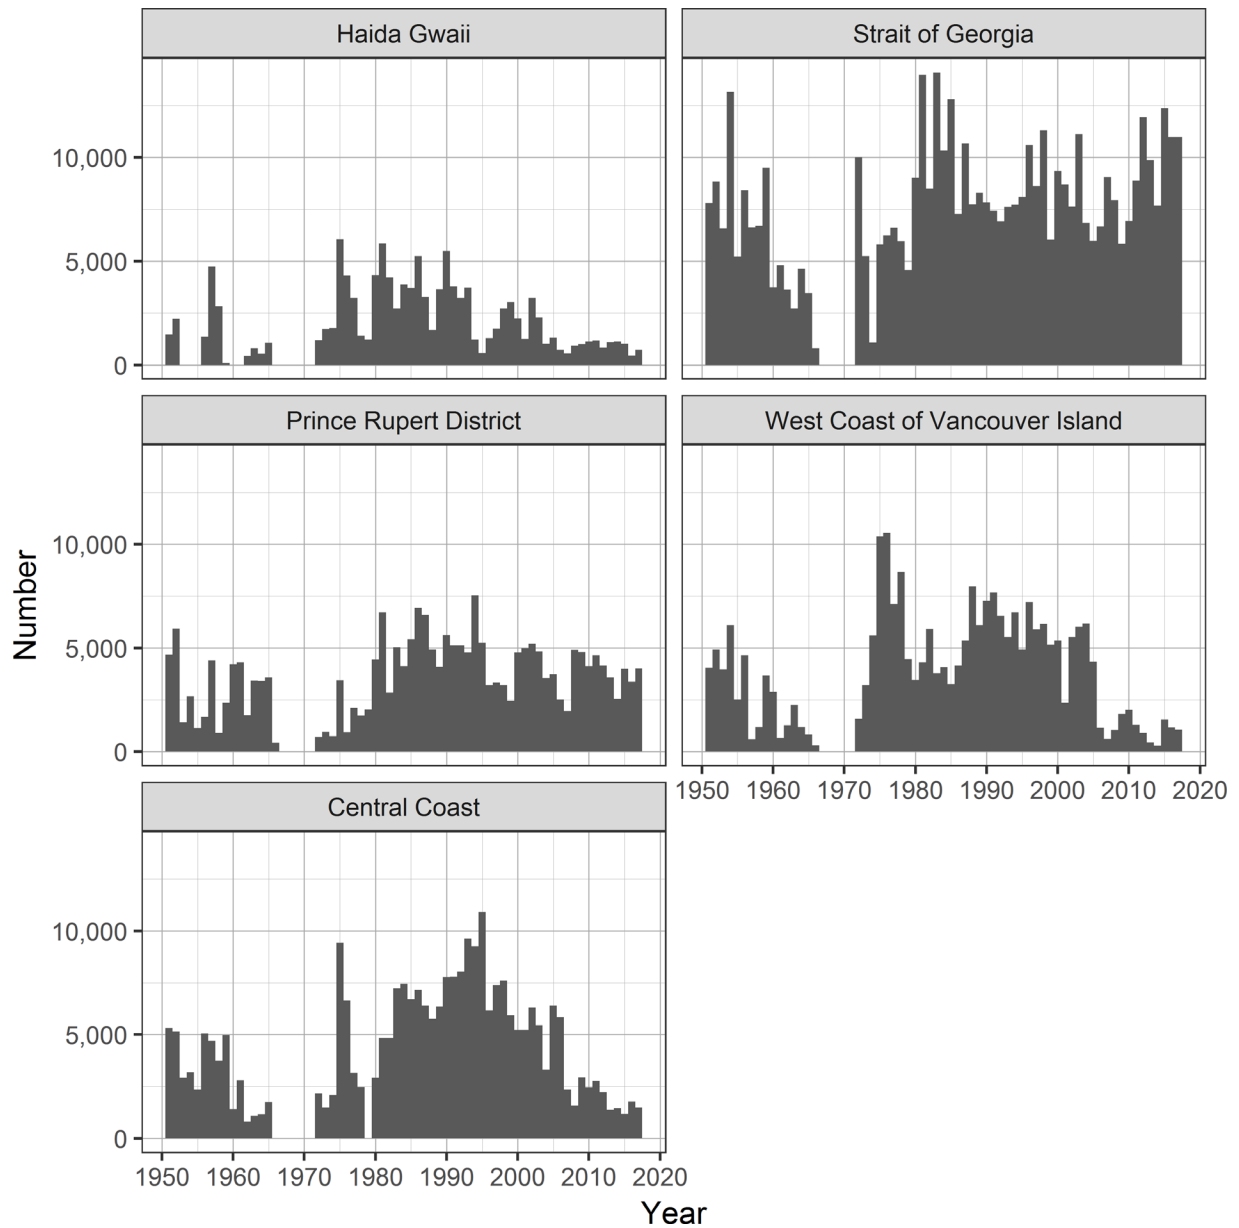 Haida Gwaii
Strait of Georgia
10,000
5,000
0
Prince Rupert District
West Coast of Vancouver Island
10,000
5,000
0
1950 1960 1970 1980 1990 2000 2010 2020
Central Coast
10,000
5,000
0
1950 1960 1970 1980 1990 2000 2010 2020
Number
Year